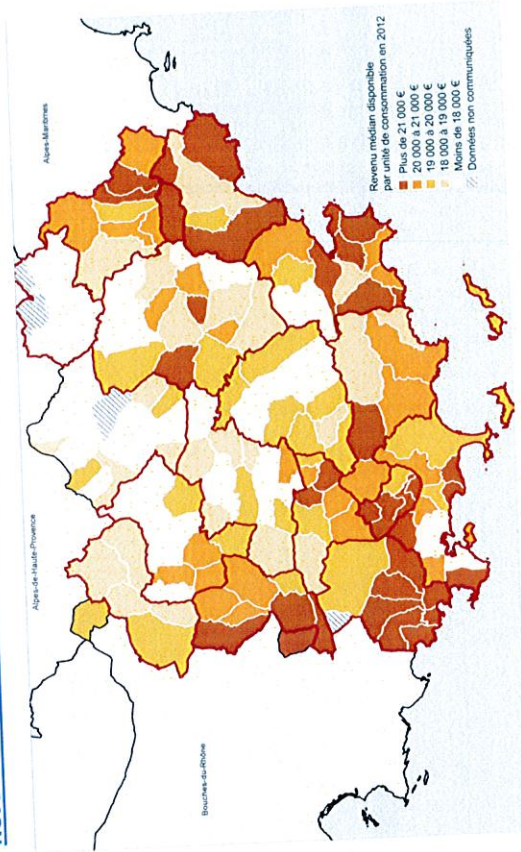 Alpes-de-Haute-Provence
Alpes-Maritimes
Bouches-du-Rhône
Revenu médian disponible
par unité de consommation en 2012
Plus de 21 000 €
20 000 à 21 000 €
19 000 à 20 000 €
18 000 à 19 000 €
Moins de 18 000 €
Données non communiquées